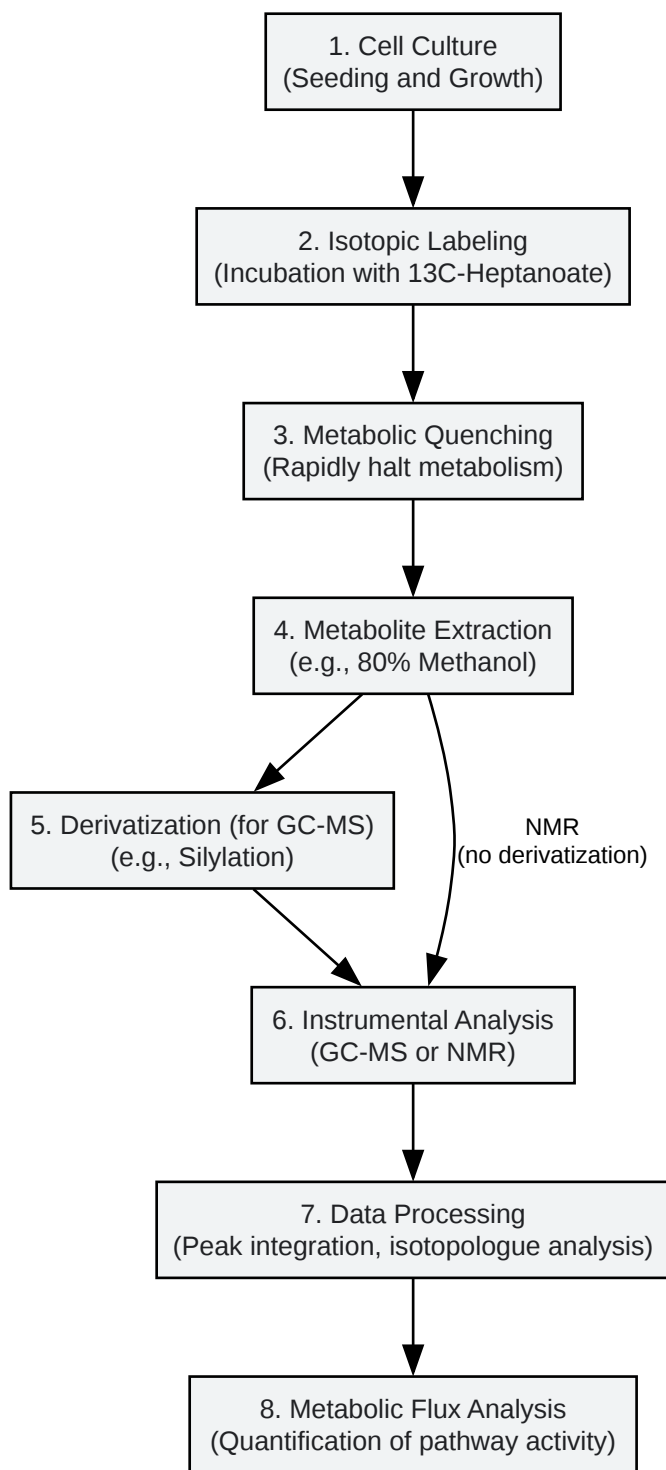 1. Cell Culture
(Seeding and Growth)
2. Isotopic Labeling
(Incubation with 13C-Heptanoate)
3. Metabolic Quenching
(Rapidly halt metabolism)
4. Metabolite Extraction
(e.g., 80% Methanol)
5. Derivatization (for GC-MS)
(e.g., Silylation)
NMR
(no derivatization)
6. Instrumental Analysis
(GC-MS or NMR)
7. Data Processing
(Peak integration, isotopologue analysis)
8. Metabolic Flux Analysis
(Quantification of pathway activity)